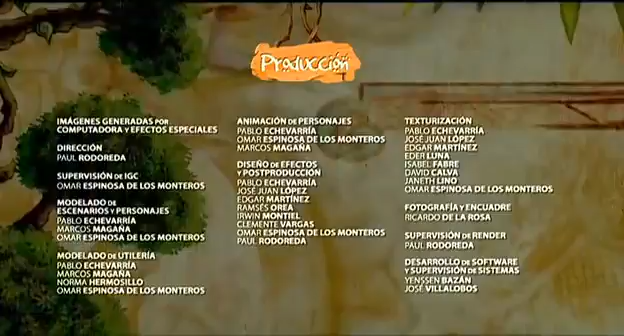 Producción
IMÁGENES GENERADAS POR
COMPUTADORA Y EFECTOS ESPECIALES
DIRECCIÓN
PAUL RODOREDA
SUPERVISIÓN DE IGC
OMAR ESPINOSA DE LOS MONTEROS
MODELADO DE
ESCENARIOS Y PERSONAJES
PABLO ECHEVARRÍA
MARCOS MAGAÑA
OMAR ESPINOSA DE LOS MONTEROS
MODELADO DE UTILERÍA
PABLO ECHEVARRÍA
MARCOS MAGAÑA
NORMA HERMOSILLO
OMAR ESPINOSA DE LOS MONTEROS
ANIMACIÓN DE PERSONAJES
PABLO ECHEVARRÍA
OMAR ESPINOSA DE LOS MONTEROS
MARCOS MAGAÑA
DISEÑO DE EFECTOS
Y POSTPRODUCCIÓN
PABLO ECHEVARRÍA
JOSÉ JUAN LÓPEZ
EDGAR MARTÍNEZ
RAMSÉS OREA
IRWIN MONTIEL
CLEMENTE VARGAS
OMAR ESPINOSA DE LOS MONTEROS
PAUL RODOREDA
TEXTURIZACIÓN
PABLO ECHEVARRÍA
JOSÉ JUAN LÓPEZ
EDGAR MARTÍNEZ
EDER LUNA
ISABEL FABRE
DAVID CALVA
JANETH LINO
OMAR ESPINOSA DE LOS MONTEROS
FOTOGRAFÍA Y ENCUADRE
RICARDO DE LA ROSA
SUPERVISIÓN DE RENDER
PAUL RODOREDA
DESARROLLO DE SOFTWARE
Y SUPERVISIÓN DE SISTEMAS
YENSSEN BAZÁN
JOSÉ VILLALOBOS